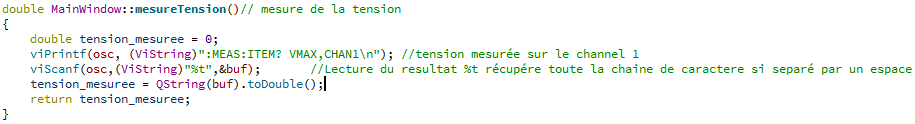 double MainWindow::mesureTension()// mesure de la tension
{
double tension_mesuree = 0;
viPrintf(osc, (ViString)":MEAS:ITEM? VMAX,CHAN1\n"); //tension mesurée sur le channel 1
viScanf(osc,(ViString)"%t",&buf); //Lecture du resultat %t récupére toute la chaine de caractere si separé par un espace
tension_mesuree = QString(buf).toDouble();
return tension_mesuree;
}